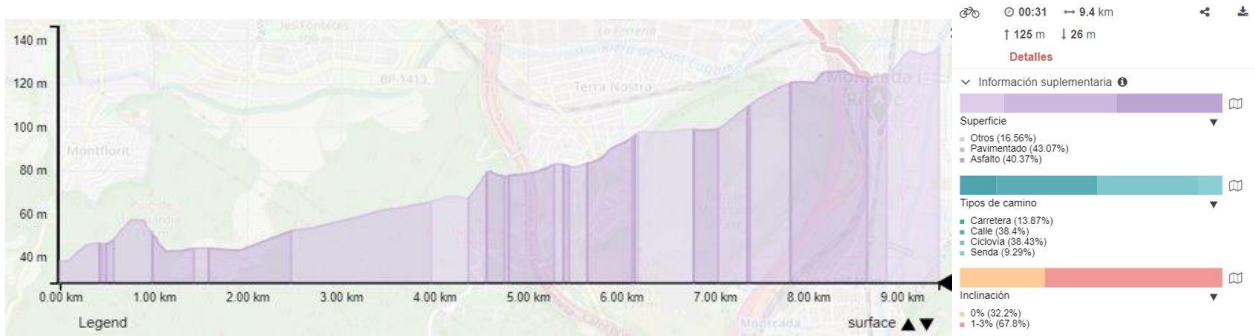 140 m
120 m
100 m
80 m
60 m
40 m
0.00 km 1.00 km 2.00 km 3.00 km 4.00 km 5.00 km 6.00 km 7.00 km 8.00 km 9.00 km
Legend
surface ▲▼
les Fontetes
BP-1413
Terra Nostra
Montflorit
00:31 ↔ 9.4 km
↑ 125 m ↓ 26 m
Detalles
Información suplementaria
Superficie
Otros (16.56%)
Pavimentado (43.07%)
Asfalto (40.37%)
Tipos de camino
Carretera (13.87%)
Calle (38.4%)
Ciclovía (38.43%)
Senda (9.29%)
Inclinación
0% (32.2%)
1-3% (67.8%)